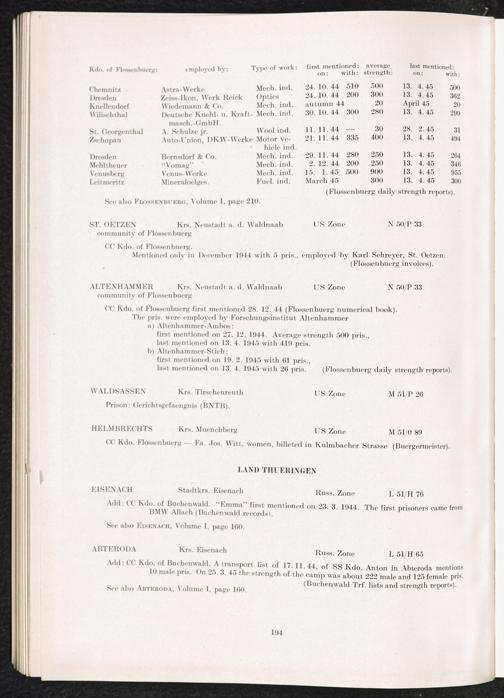 Kdo. of Flossenbuerg: employed by: Type of work: first mentioned: average last mentioned:
on: with: strength: on: with:
Chemnitz Astra-Werke Mech. ind. 24. 10. 44 510 500 13. 4. 45 500
Dresden Zeiss-Ikon, Werk Reick Optics 24. 10. 44 200 300 13. 4. 45 362
Knellendorf Wiedemann & Co. Mech. ind. autumn 44 20 April 45 20
Wilischthal Deutsche Kuehl- u. Kraft- Mech. ind. 30. 10. 44 300 280 13. 4. 45 299
masch.-GmbH.
St. Georgenthal A. Schulze jr. Wool ind. 11. 11. 44 — 30 28. 2. 45 31
Zschopau Auto-Union, DKW-Werke Motor ve- 21. 11. 44 335 400 13. 4. 45 494
hicle ind.
Dresden Bernsdorf & Co. Mech. ind. 29. 11. 44 280 250 13. 4. 45 264
Mehltheuer "Vomag" Mech. ind. 2. 12. 44 200 250 13. 4. 45 346
Venusberg Venus-Werke Mech. ind. 15. 1. 45 500 900 13. 4. 45 955
Leitmeritz Mineraloelges. Fuel. ind. March 45 300 13. 4. 45 300
(Flossenbuerg daily strength reports).
See also FLOSSENBUERG, Volume I, page 210.
ST. OETZEN Krs. Neustadt a. d. Waldnaab US Zone N 50/P 33
community of Flossenbuerg
CC Kdo. of Flossenbuerg.
Mentioned only in December 1944 with 5 pris., employed by Karl Schreyer, St. Oetzen.
(Flossenbuerg invoices).
ALTENHAMMER Krs. Neustadt a. d. Waldnaab US Zone N 50/P 33
community of Flossenbuerg
CC Kdo. of Flossenbuerg first mentioned 28. 12. 44 (Flossenbuerg numerical book).
The pris. were employed by Forschungsinstitut Altenhammer
a) Altenhammer-Ambos:
first mentioned on 27. 12. 1944. Average strength 500 pris.,
last mentioned on 13. 4. 1945 with 419 pris.
b) Altenhammer-Stich:
first mentioned on 19. 2. 1945 with 61 pris.,
last mentioned on 13. 4. 1945 with 26 pris. (Flossenbuerg daily strength reports).
WALDSASSEN Krs. Tirschenreuth US Zone M 51/P 26
Prison: Gerichtsgefaengnis (BNTB).
HELMBRECHTS Krs. Muenchberg US Zone M 51/0 89
CC Kdo. Flossenbuerg — Fa. Jos. Witt, women, billeted in Kulmbacher Strasse (Buergermeister).
LAND THUERINGEN
EISENACH Stadtkrs. Eisenach Russ. Zone L 51/H 76
Add: CC Kdo. of Buchenwald. "Emma" first mentioned on 23. 3. 1944. The first prisoners came from
BMW Allach (Buchenwald records).
See also EISENACH, Volume I, page 160.
ABTERODA Krs. Eisenach Russ. Zone L 51/H 65
Add: CC Kdo. of Buchenwald. A transport list of 17. 11. 44, of SS Kdo. Anton in Abteroda mentions
10 male pris. On 25. 3. 45 the strength of the camp was about 222 male and 125 female pris.
(Buchenwald Trf. lists and strength reports).
See also ABTERODA, Volume I, page 160.
194